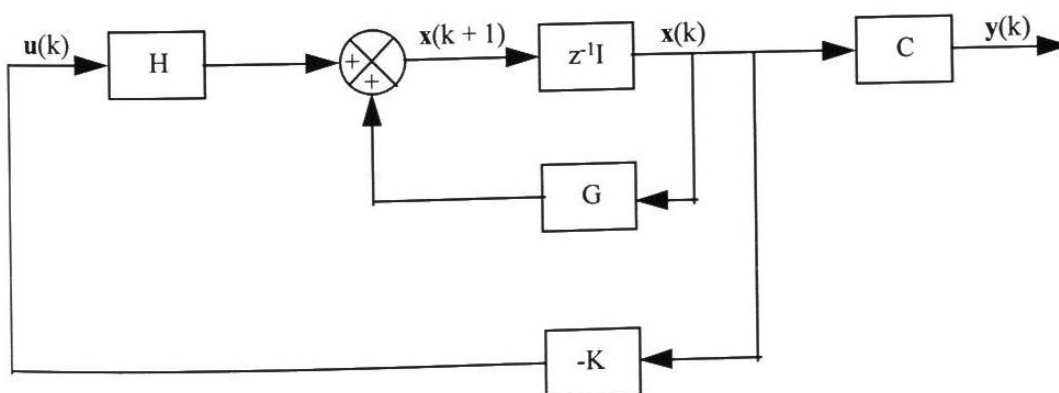 u(k)
H
+
+
x(k + 1)
z⁻¹I
x(k)
C
y(k)
G
-K